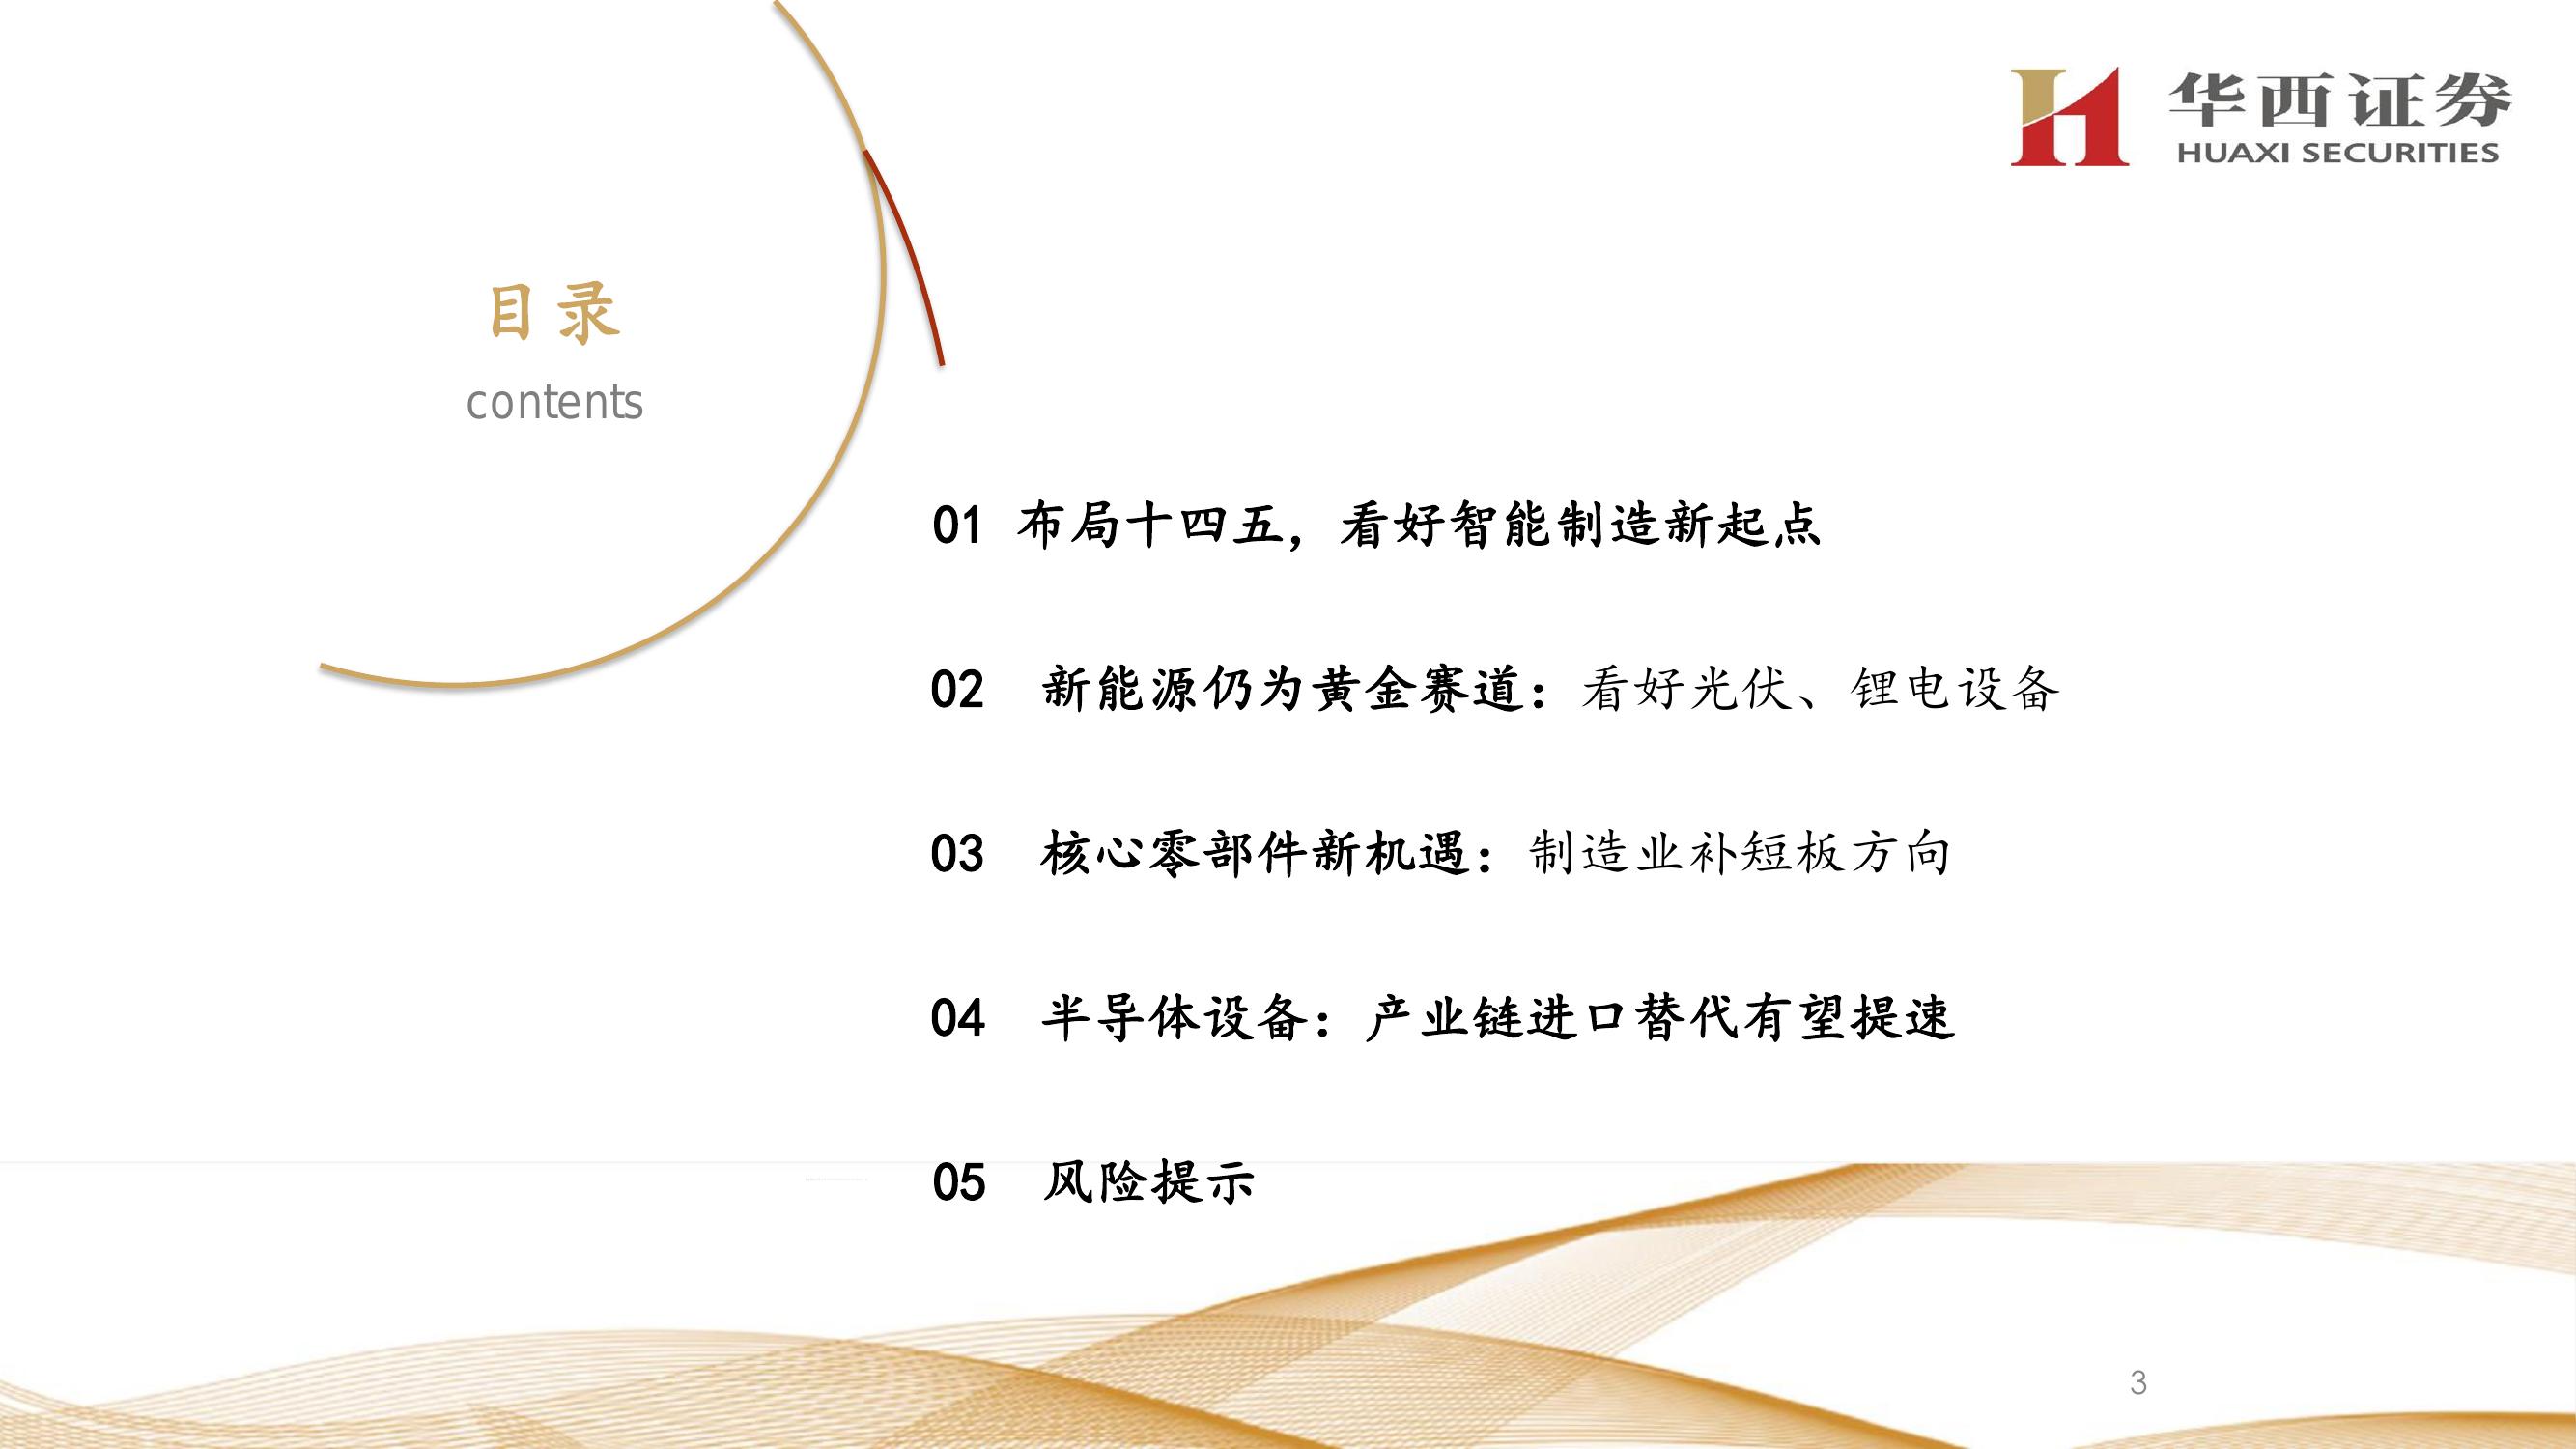 华西证券
HUAXI SECURITIES
目录
contents
01 布局十四五，看好智能制造新起点
02 新能源仍为黄金赛道：看好光伏、锂电设备
03 核心零部件新机遇：制造业补短板方向
04 半导体设备：产业链进口替代有望提速
05 风险提示
3